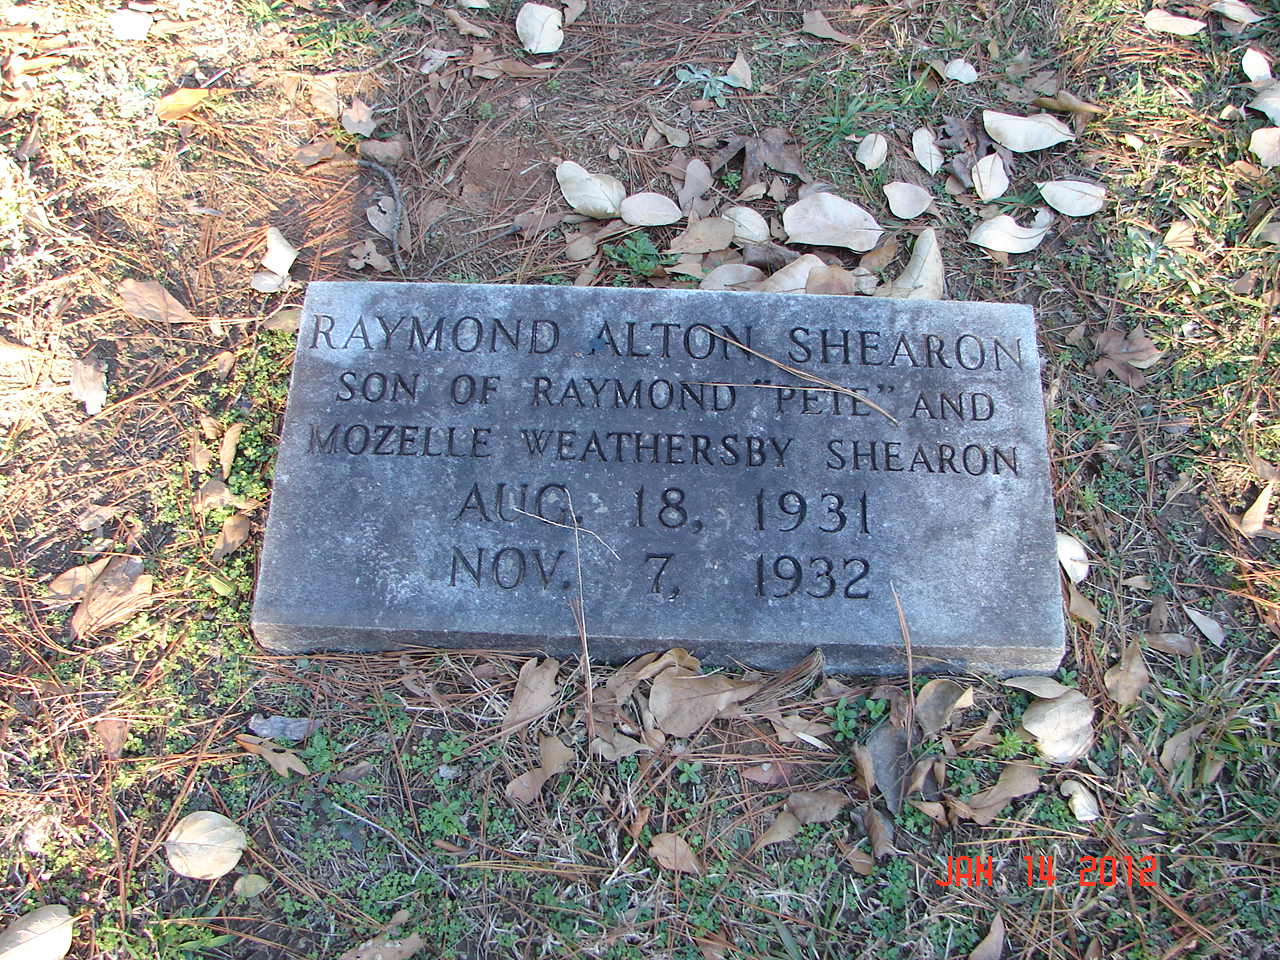 RAYMOND ALTON SHEARON
SON OF RAYMOND "PETE" AND
MOZELLE WEATHERSBY SHEARON
AUG. 18, 1931
NOV. 7, 1932
JAN 14 2012